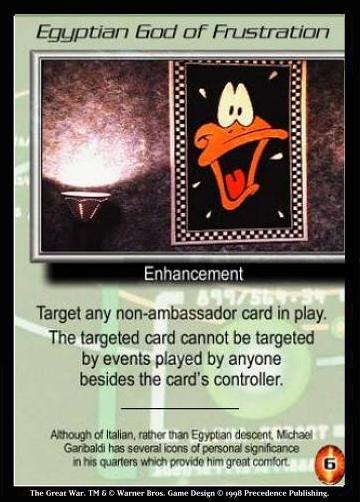 Egyptian God of Frustration
Enhancement
Target any non-ambassador card in play.
The targeted card cannot be targeted
by events played by anyone
besides the card's controller.
Although of Italian, rather than Egyptian descent, Michael
Garibaldi has several icons of personal significance
in his quarters which provide him great comfort.
6
The Great War. TM & © Warner Bros. Game Design © 1998 Precedence Publishing.